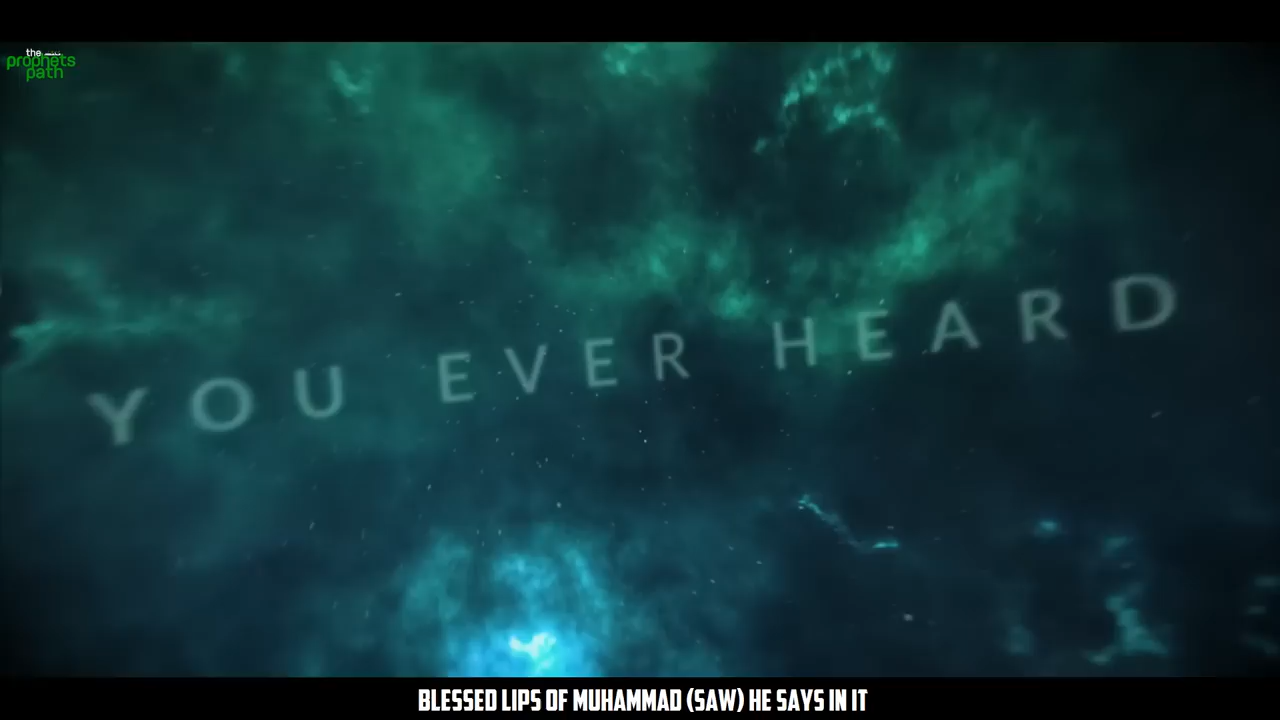 the
prophets
path
YOU EVER HEARD
BLESSED LIPS OF MUHAMMAD (SAW) HE SAYS IN IT